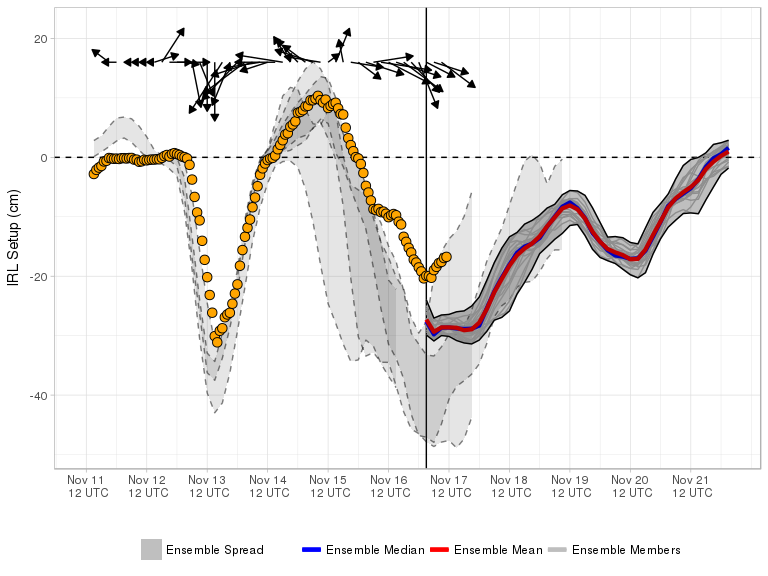 20
0
-20
-40
IRL Setup (cm)
Nov 11 Nov 12 Nov 13 Nov 14 Nov 15 Nov 16 Nov 17 Nov 18 Nov 19 Nov 20 Nov 21
12 UTC 12 UTC 12 UTC 12 UTC 12 UTC 12 UTC 12 UTC 12 UTC 12 UTC 12 UTC 12 UTC
Ensemble Spread Ensemble Median Ensemble Mean Ensemble Members